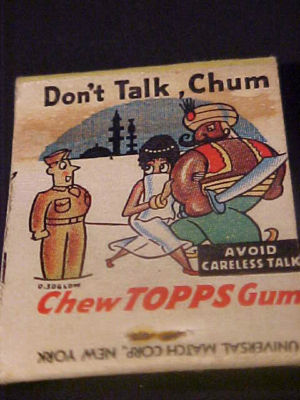 Don't Talk, Chum
O. SOGLOW
AVOID
CARELESS TALK
Chew TOPPS Gum
UNIVERSAL MATCH CORP., NEW YORK